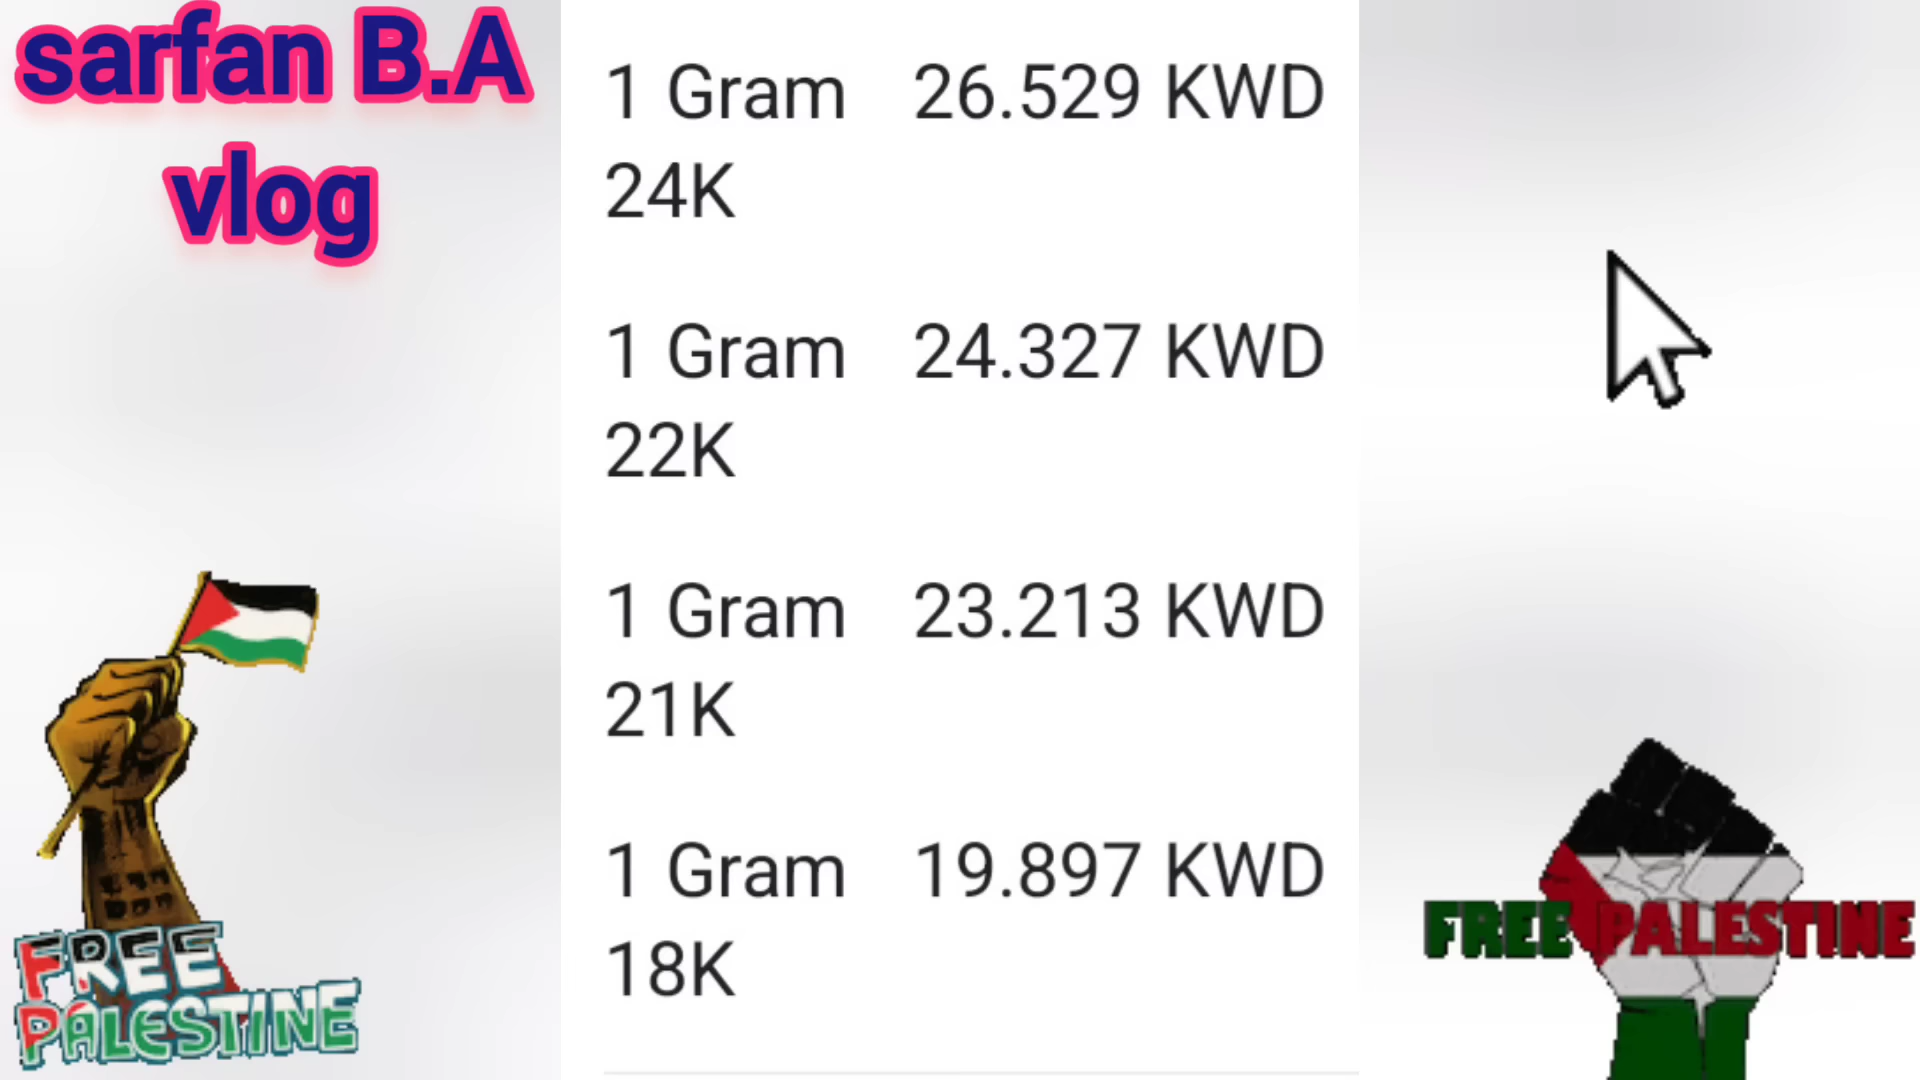 sarfan B.A
vlog
1 Gram 26.529 KWD
24K
1 Gram 24.327 KWD
22K
1 Gram 23.213 KWD
21K
1 Gram 19.897 KWD
18K
FREE
PALESTINE
FREE PALESTINE